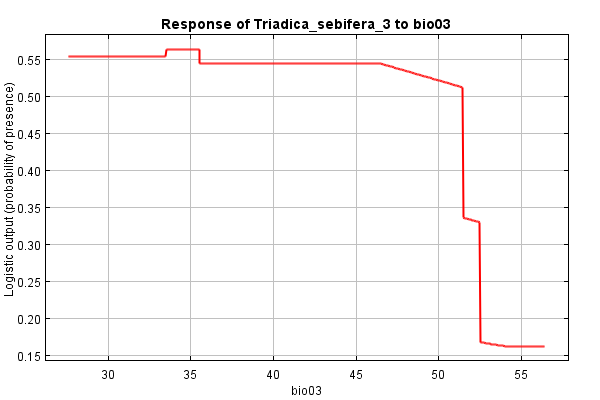 Response of Triadica_sebifera_3 to bio03
Logistic output (probability of presence)
0.55
0.50
0.45
0.40
0.35
0.30
0.25
0.20
0.15
30 35 40 45 50 55
bio03